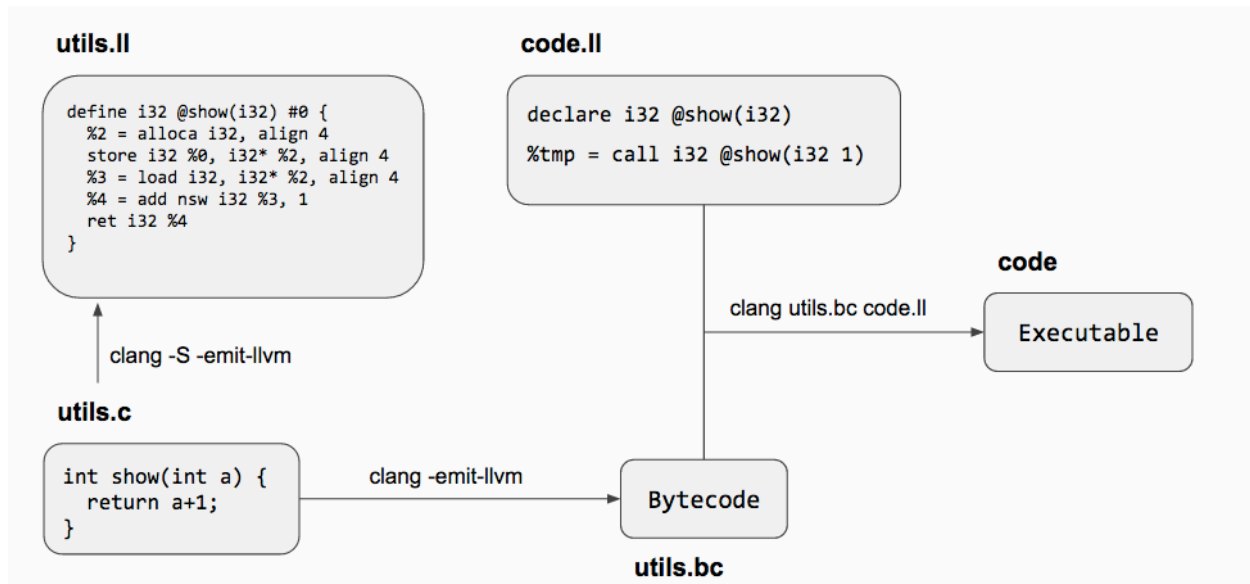 utils.ll
define i32 @show(i32) #0 {
%2 = alloca i32, align 4
store i32 %0, i32* %2, align 4
%3 = load i32, i32* %2, align 4
%4 = add nsw i32 %3, 1
ret i32 %4
}
code.ll
declare i32 @show(i32)
%tmp = call i32 @show(i32 1)
code
clang utils.bc code.ll
Executable
clang -S -emit-llvm
utils.c
int show(int a) {
return a+1;
}
clang -emit-llvm
Bytecode
utils.bc